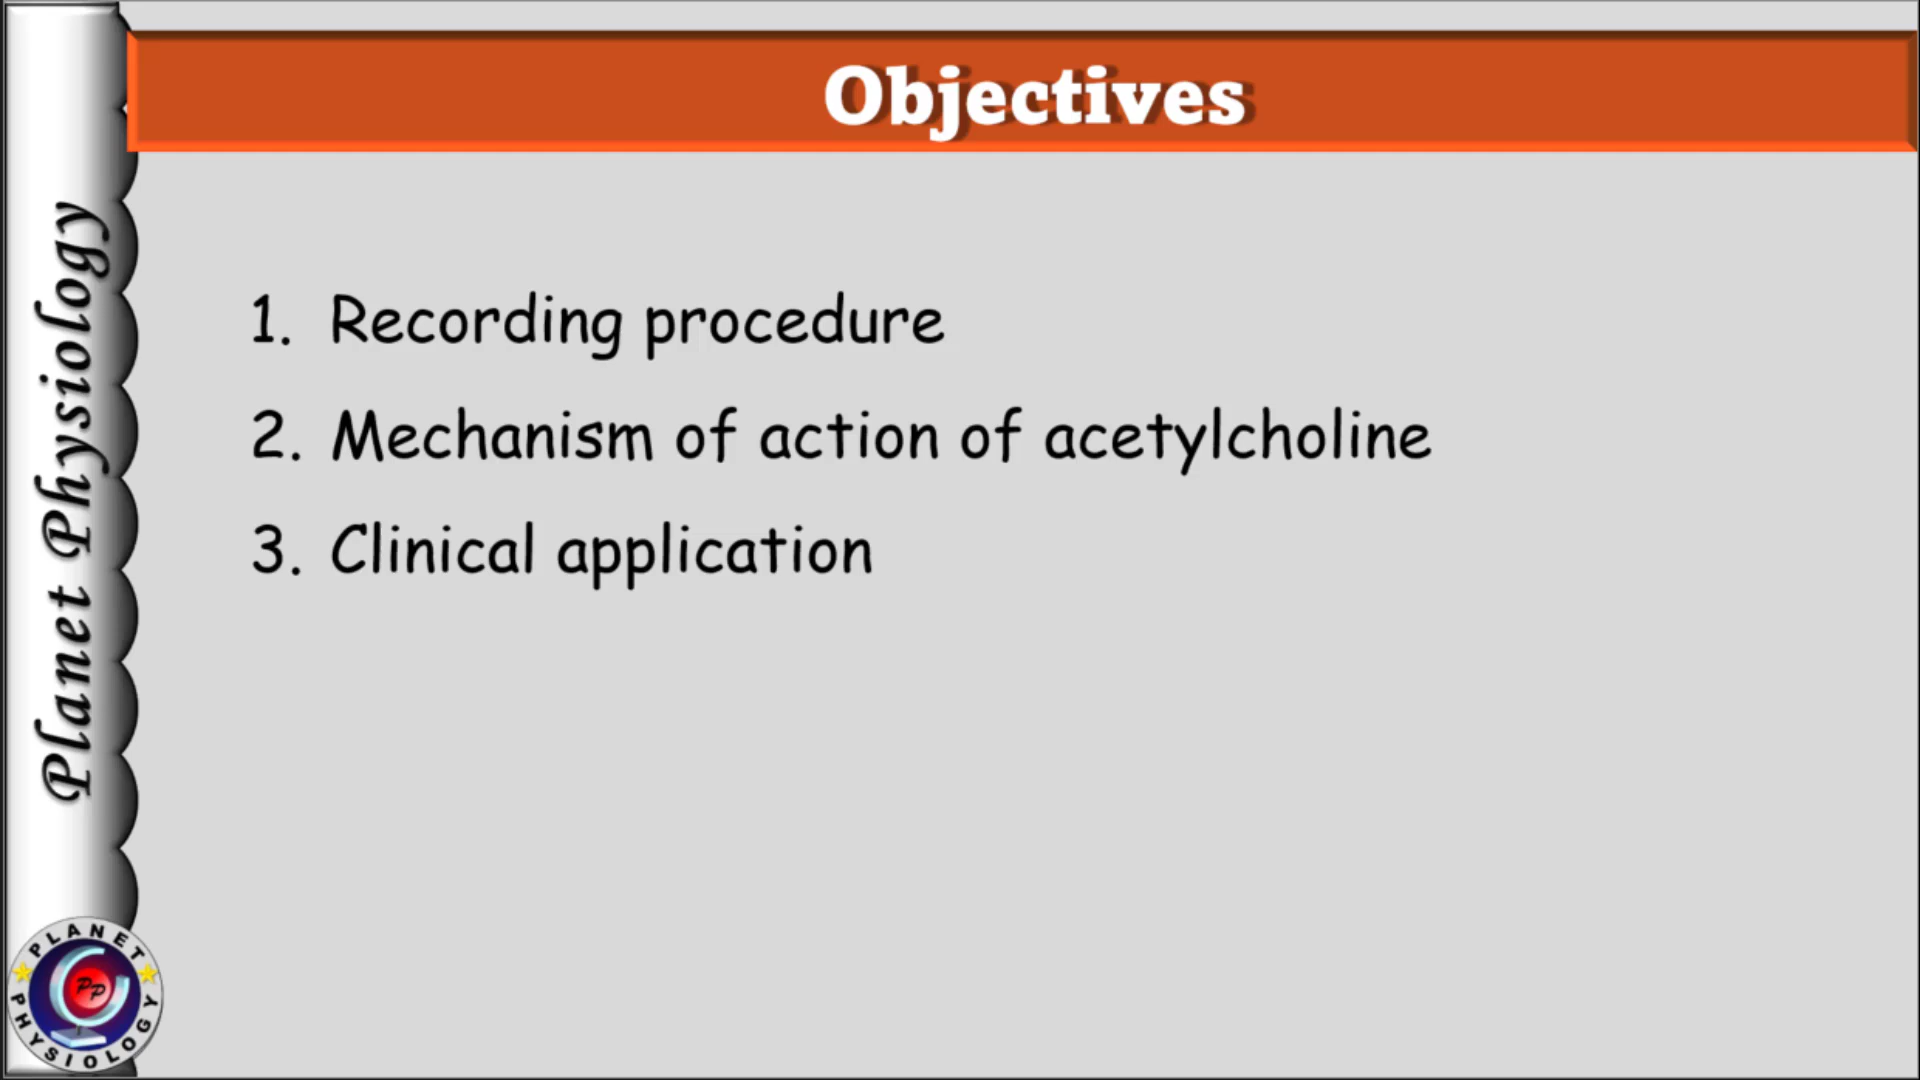 Objectives
1. Recording procedure
2. Mechanism of action of acetylcholine
3. Clinical application
Planet Physiology
PLANET
PP
PHYSIOLOGY